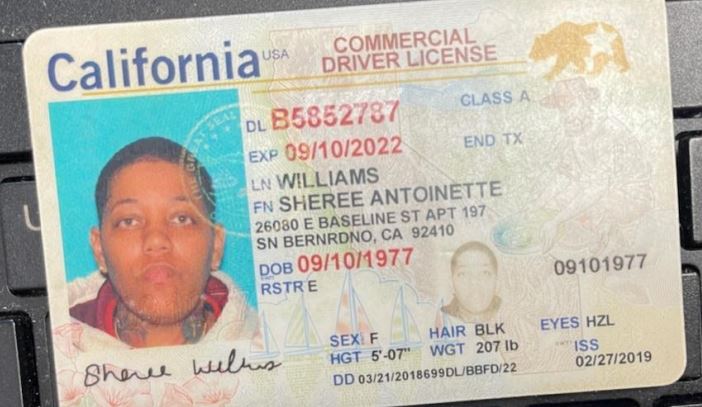 California USA COMMERCIAL
DRIVER LICENSE
DL B5852787 CLASS A
EXP 09/10/2022 END TX
LN WILLIAMS
FN SHEREE ANTOINETTE
26080 E BASELINE ST APT 197
SN BERNRDNO, CA 92410
DOB 09/10/1977 09101977
RSTR E
SEX F HAIR BLK EYES HZL
HGT 5'-07" WGT 207 lb ISS
DD 03/21/2018699DL/BBFD/22 02/27/2019